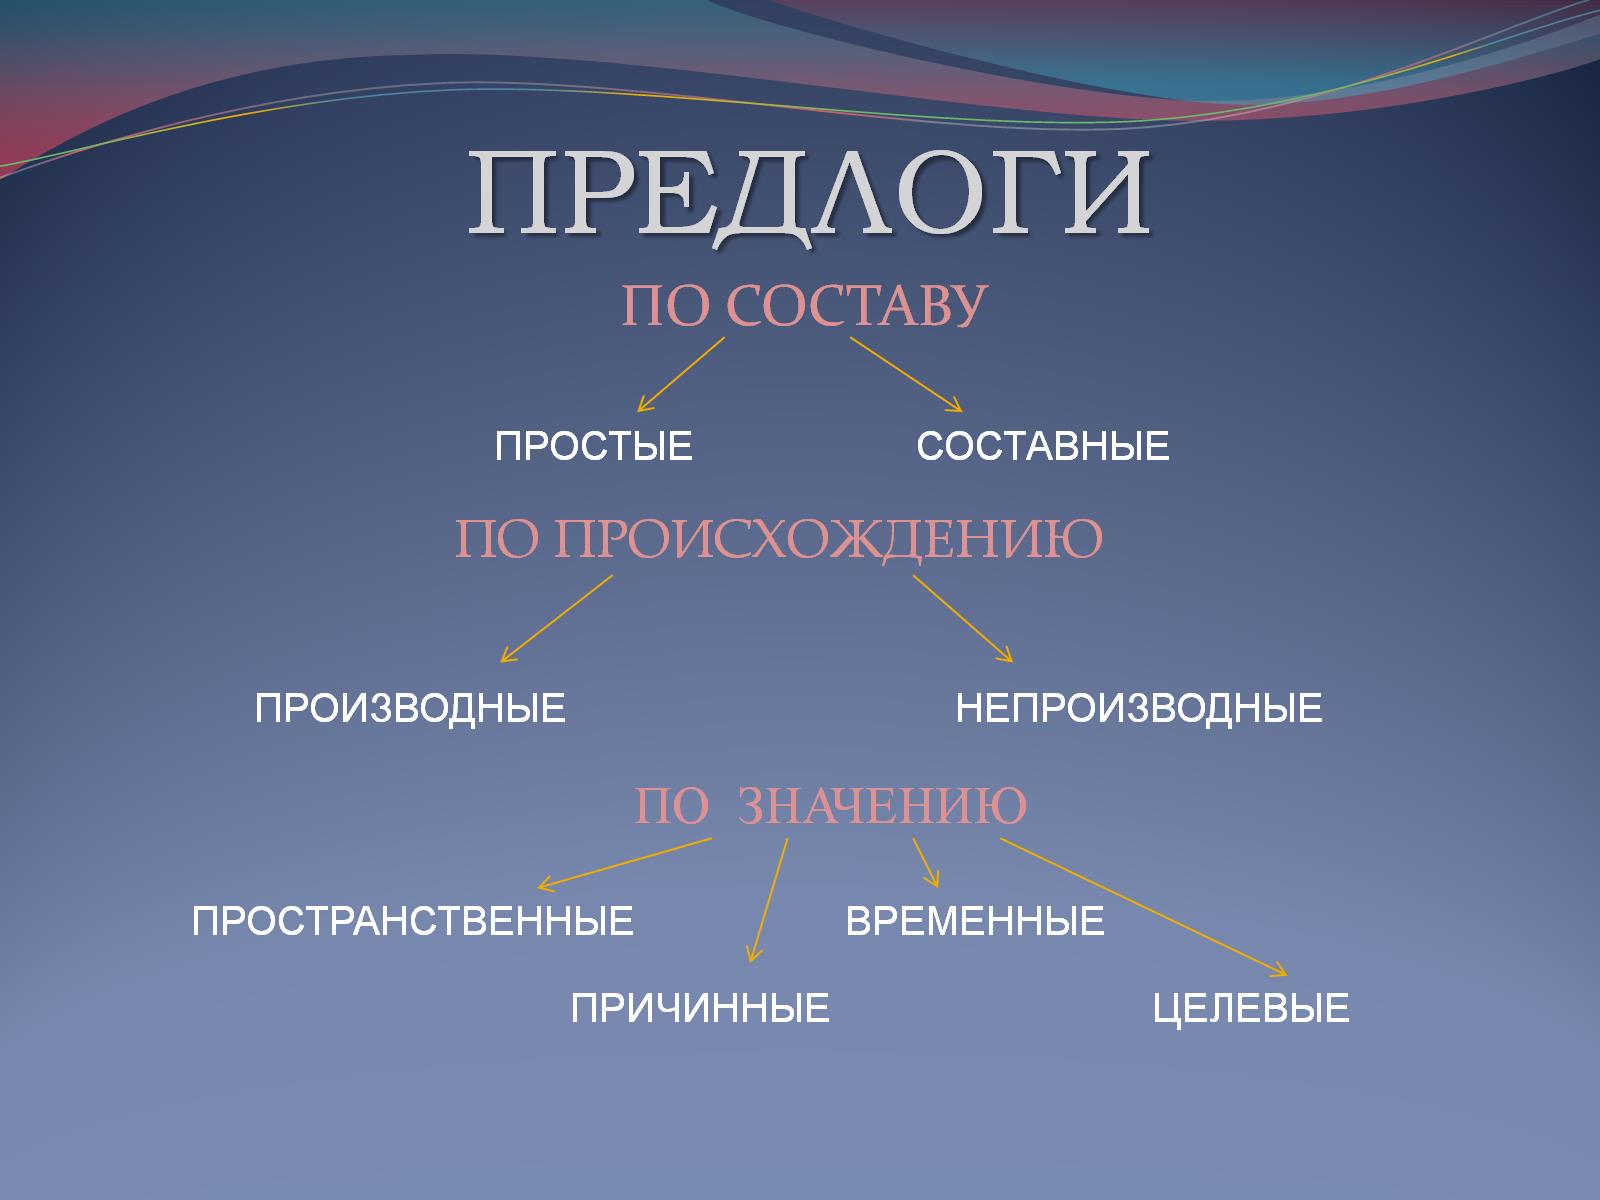 ПРЕДЛОГИ
ПО СОСТАВУ
ПРОСТЫЕ СОСТАВНЫЕ
ПО ПРОИСХОЖДЕНИЮ
ПРОИЗВОДНЫЕ НЕПРОИЗВОДНЫЕ
ПО ЗНАЧЕНИЮ
ПРОСТРАНСТВЕННЫЕ ВРЕМЕННЫЕ
ПРИЧИННЫЕ ЦЕЛЕВЫЕ